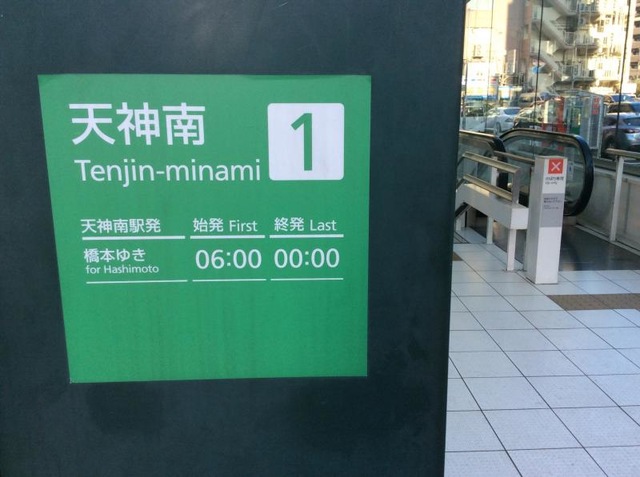 天神南
Tenjin-minami
1
天神南駅発 始発 First 終発 Last
橋本ゆき 06:00 00:00
for Hashimoto